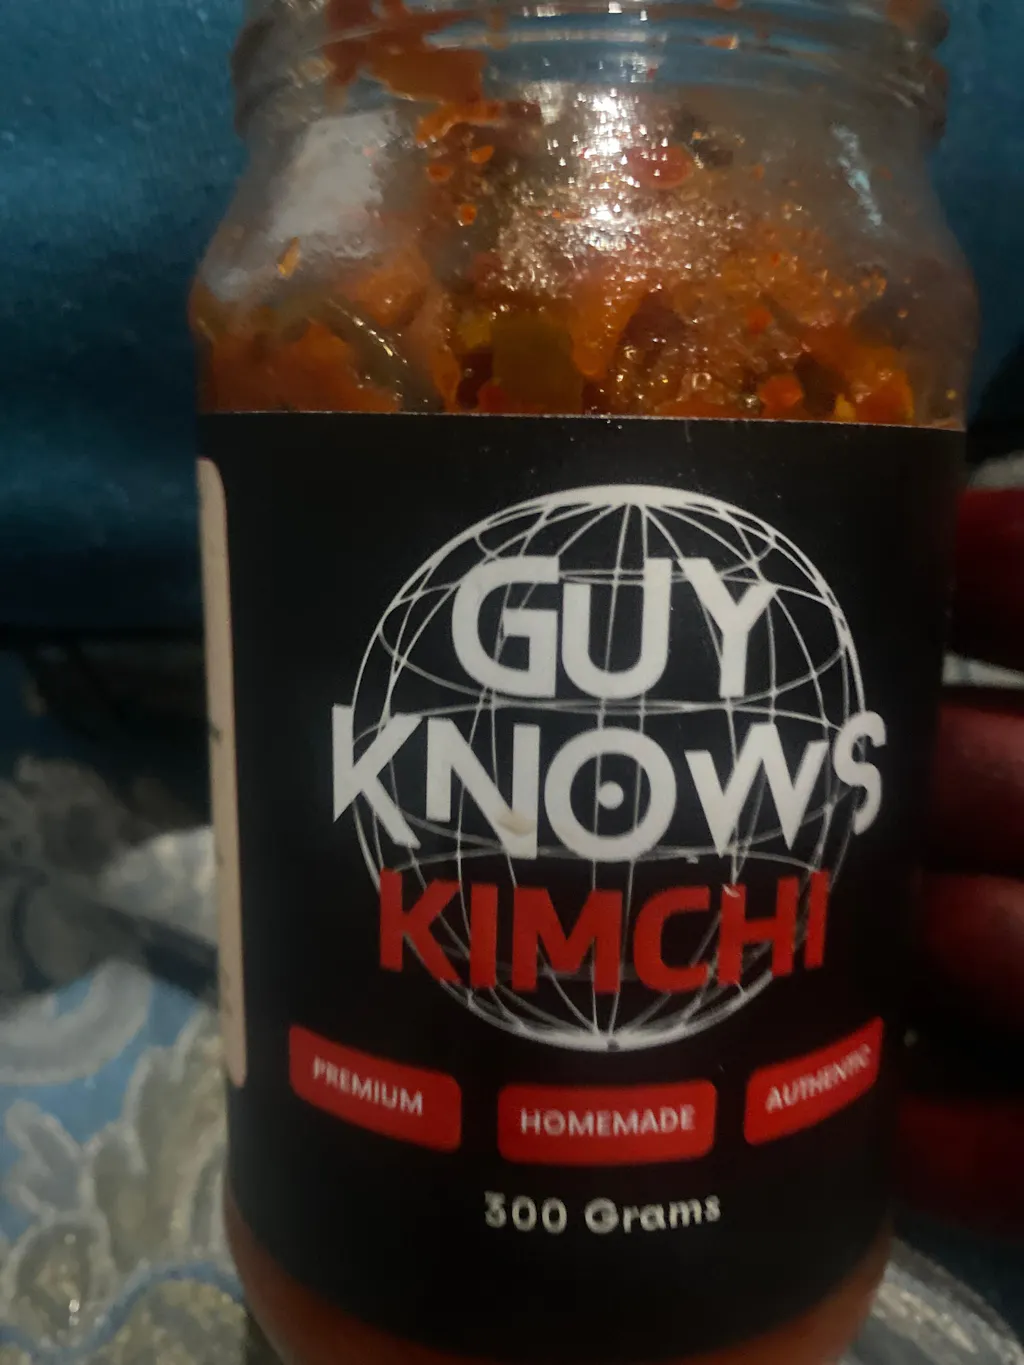 GUY
KNOWS
KIMCHI
PREMIUM
HOMEMADE
AUTHENTIC
300 Grams